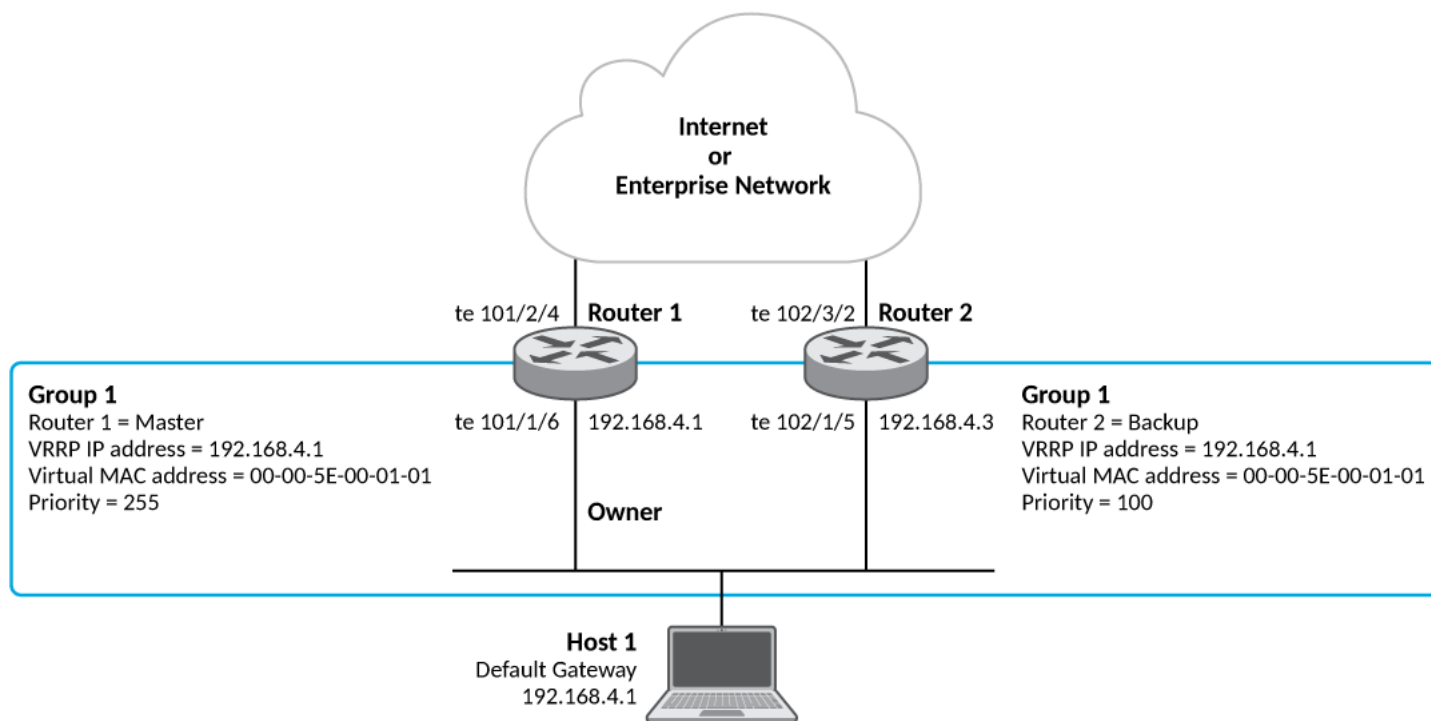 Internet
or
Enterprise Network
te 101/2/4
Router 1
te 102/3/2
Router 2
Group 1
Router 1 = Master
VRRP IP address = 192.168.4.1
Virtual MAC address = 00-00-5E-00-01-01
Priority = 255
te 101/1/6
192.168.4.1
Owner
te 102/1/5
192.168.4.3
Group 1
Router 2 = Backup
VRRP IP address = 192.168.4.1
Virtual MAC address = 00-00-5E-00-01-01
Priority = 100
Host 1
Default Gateway
192.168.4.1